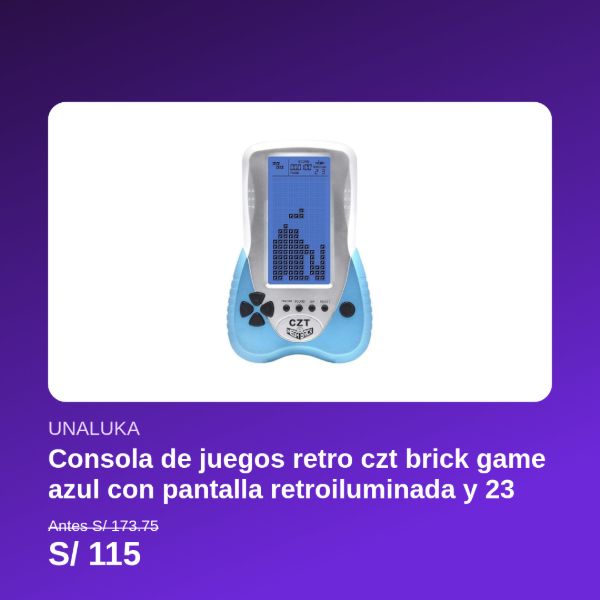 CZT
UNALUKA
Consola de juegos retro czt brick game
azul con pantalla retroiluminada y 23
Antes S/ 173.75
S/ 115